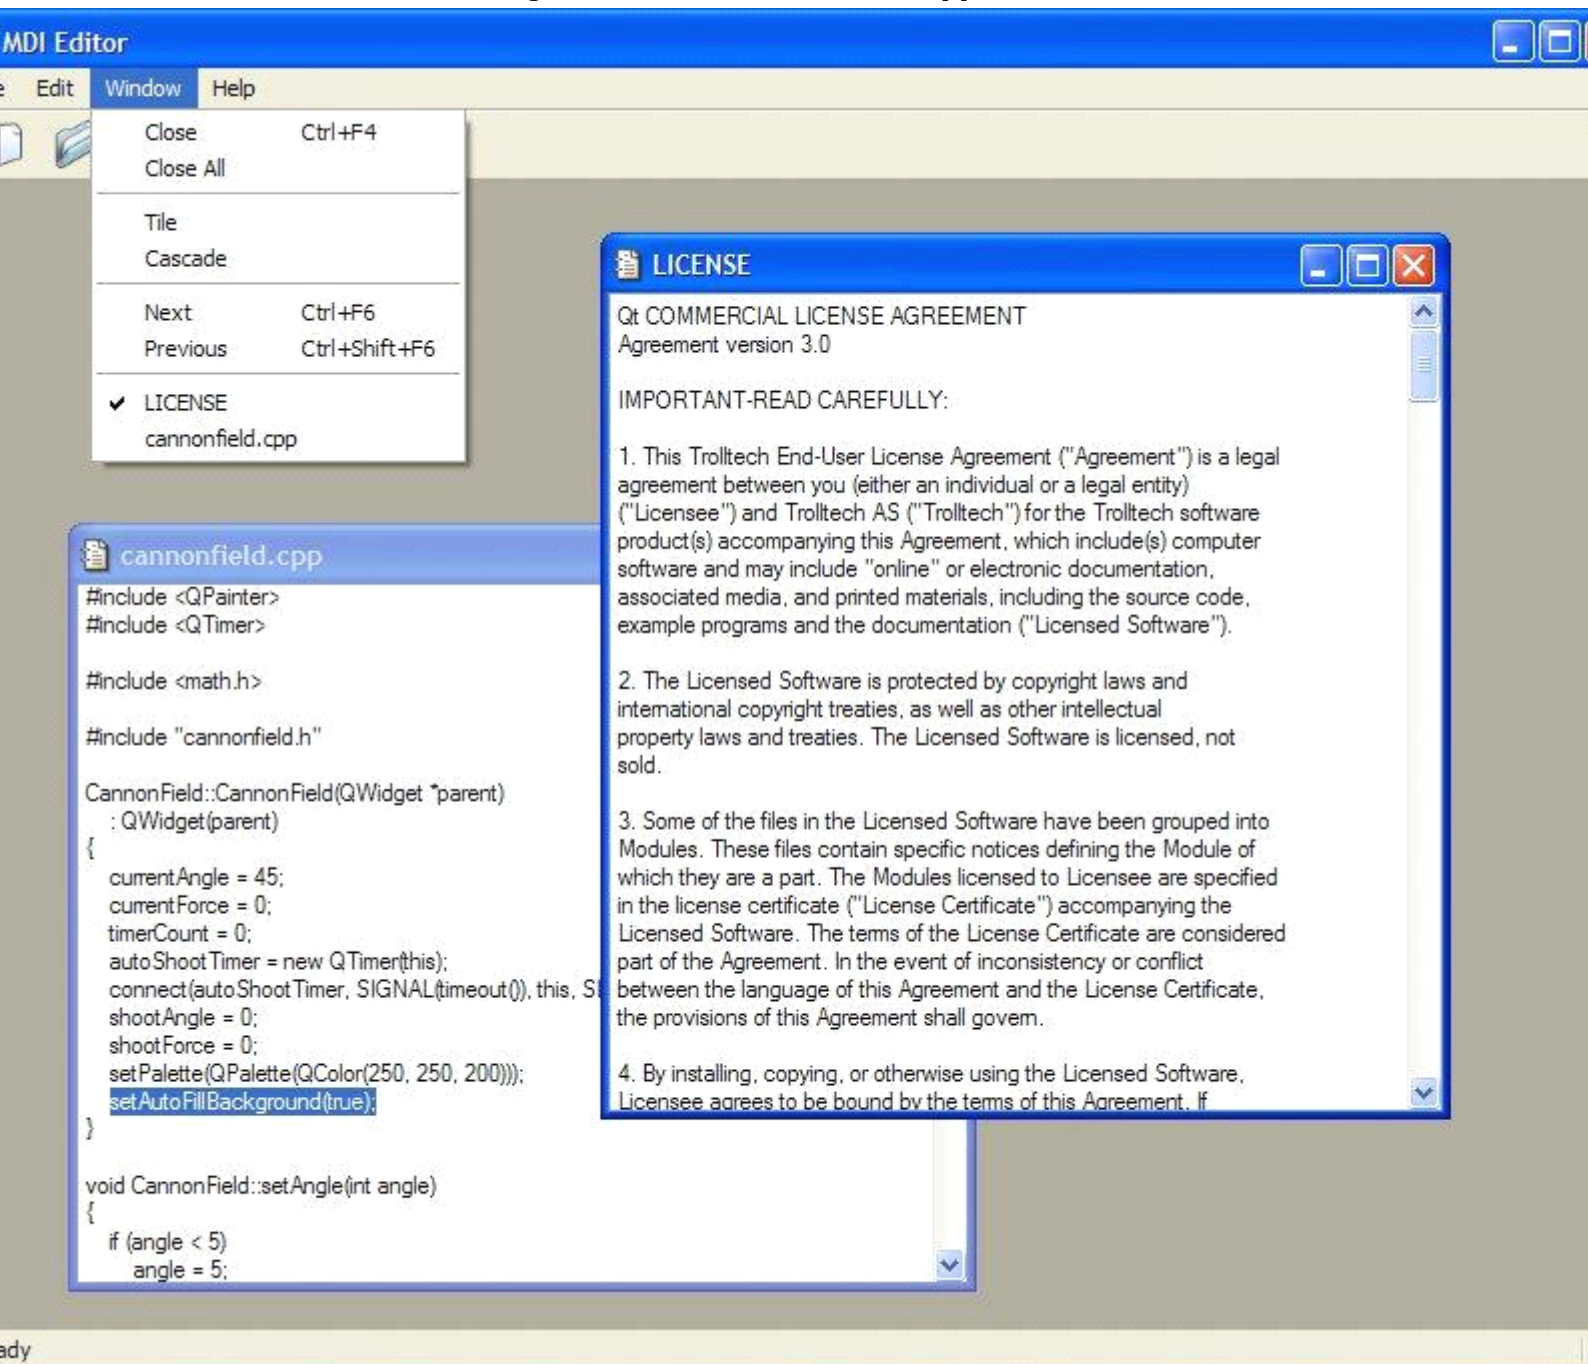 MDI Editor
Edit Window Help
Close Ctrl+F4
Close All
Tile
Cascade
Next Ctrl+F6
Previous Ctrl+Shift+F6
LICENSE
cannonfield.cpp
cannonfield.cpp
#include <QPainter>
#include <QTimer>
#include <math.h>
#include "cannonfield.h"
CannonField::CannonField(QWidget *parent)
: QWidget(parent)
{
currentAngle = 45;
currentForce = 0;
timerCount = 0;
autoShootTimer = new QTimer(this);
connect(autoShootTimer, SIGNAL(timeout()), this,
shootAngle = 0;
shootForce = 0;
setPalette(QPalette(QColor(250, 250, 200)));
setAutoFillBackground(true);
}
void CannonField::setAngle(int angle)
{
if (angle < 5)
angle = 5;
LICENSE
Qt COMMERCIAL LICENSE AGREEMENT
Agreement version 3.0
IMPORTANT-READ CAREFULLY:
1. This Trolltech End-User License Agreement ("Agreement") is a legal
agreement between you (either an individual or a legal entity)
("Licensee") and Trolltech AS ("Trolltech") for the Trolltech software
product(s) accompanying this Agreement, which include(s) computer
software and may include "online" or electronic documentation,
associated media, and printed materials, including the source code,
example programs and the documentation ("Licensed Software").
2. The Licensed Software is protected by copyright laws and
international copyright treaties, as well as other intellectual
property laws and treaties. The Licensed Software is licensed, not
sold.
3. Some of the files in the Licensed Software have been grouped into
Modules. These files contain specific notices defining the Module of
which they are a part. The Modules licensed to Licensee are specified
in the license certificate ("License Certificate") accompanying the
Licensed Software. The terms of the License Certificate are considered
part of the Agreement. In the event of inconsistency or conflict
between the language of this Agreement and the License Certificate,
the provisions of this Agreement shall govern.
4. By installing, copying, or otherwise using the Licensed Software,
Licensee agrees to be bound by the terms of this Agreement. If